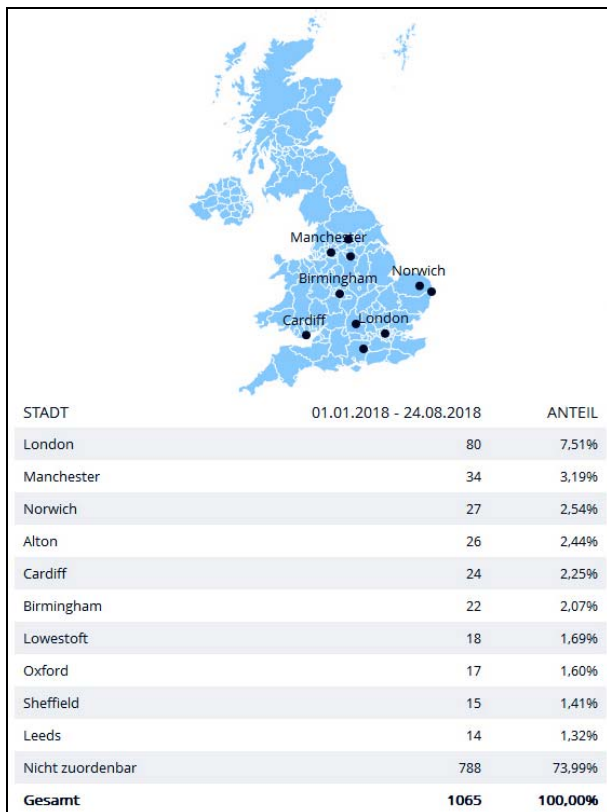 Manchester
Norwich
Birmingham
Cardiff
London
STADT 01.01.2018 - 24.08.2018 ANTEIL
London 80 7,51%
Manchester 34 3,19%
Norwich 27 2,54%
Alton 26 2,44%
Cardiff 24 2,25%
Birmingham 22 2,07%
Lowestoft 18 1,69%
Oxford 17 1,60%
Sheffield 15 1,41%
Leeds 14 1,32%
Nicht zuordenbar 788 73,99%
Gesamt 1065 100,00%